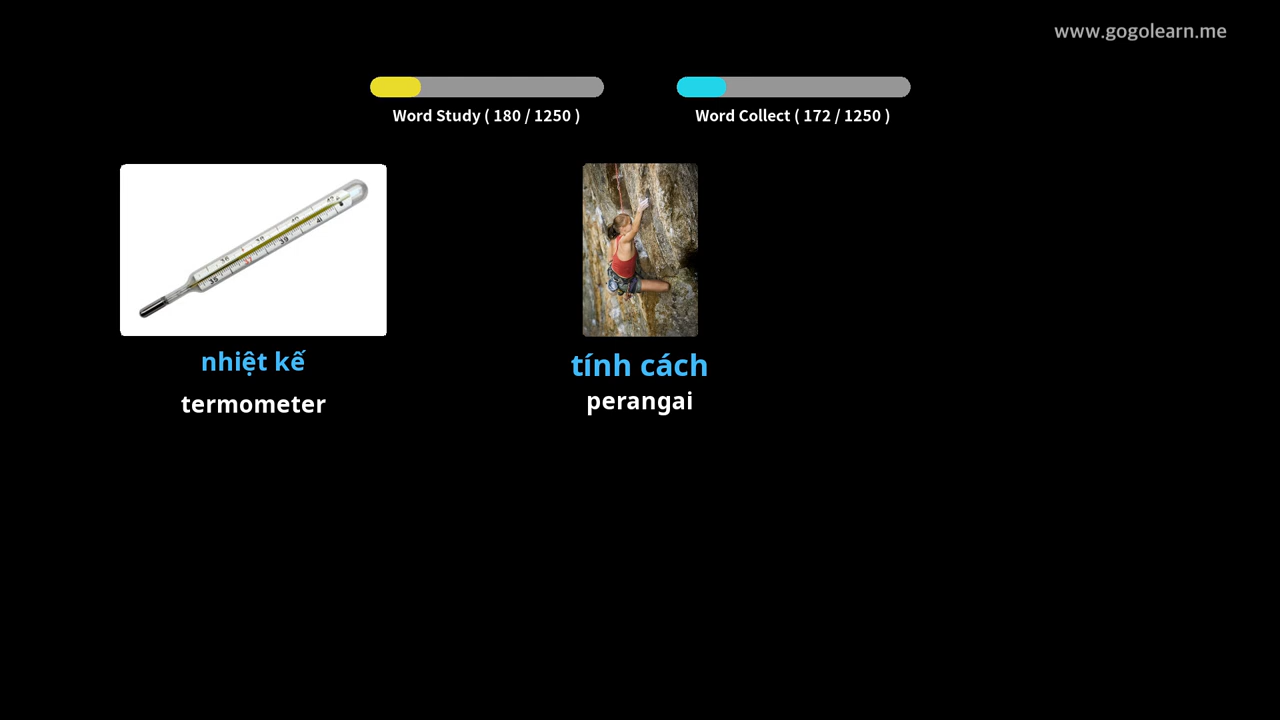 www.gogolearn.me
Word Study ( 180 / 1250 )
Word Collect ( 172 / 1250 )
nhiệt kế
termometer
tính cách
perangai